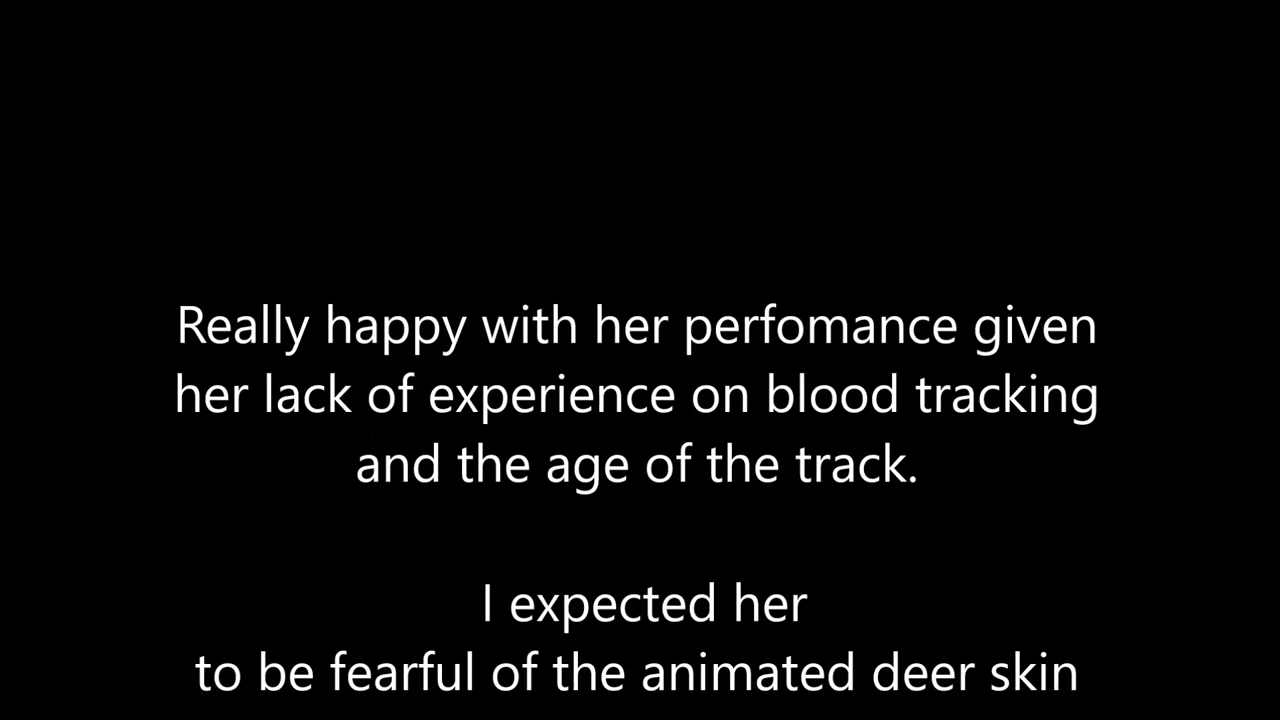 Really happy with her perfomance given
her lack of experience on blood tracking
and the age of the track.
I expected her
to be fearful of the animated deer skin